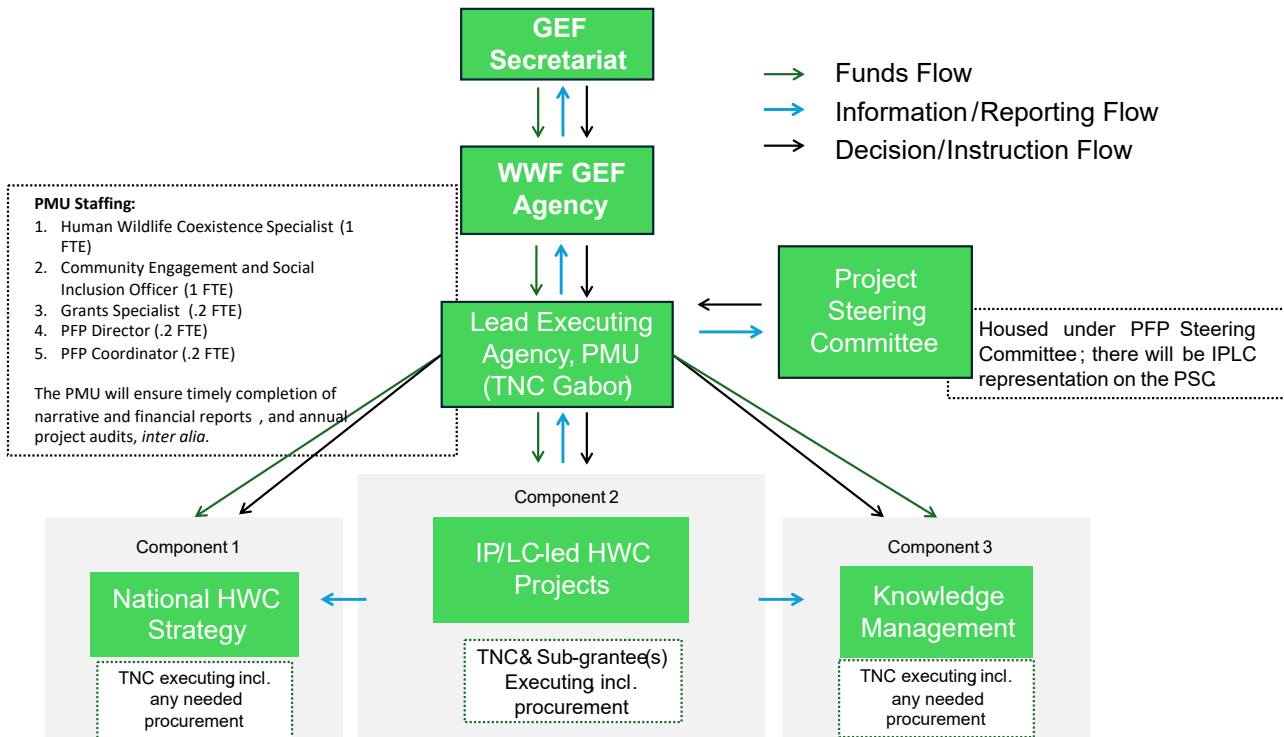 GEF
Secretariat
Funds Flow
Information/Reporting Flow
Decision/Instruction Flow
WWF GEF
Agency
PMU Staffing:
1. Human Wildlife Coexistence Specialist (1
FTE)
2. Community Engagement and Social
Inclusion Officer (1 FTE)
3. Grants Specialist (.2 FTE)
4. PFP Director (.2 FTE)
5. PFP Coordinator (.2 FTE)
The PMU will ensure timely completion of
narrative and financial reports , and annual
project audits, inter alia.
Lead Executing
Agency, PMU
(TNC Gabon)
Project
Steering
Committee
Housed under PFP Steering
Committee; there will be IPLC
representation on the PSC.
Component 1
National HWC
Strategy
TNC executing incl.
any needed
procurement
Component 2
IP/LC-led HWC
Projects
TNC& Sub-grantee(s)
Executing, incl.
procurement
Component 3
Knowledge
Management
TNC executing incl.
any needed
procurement